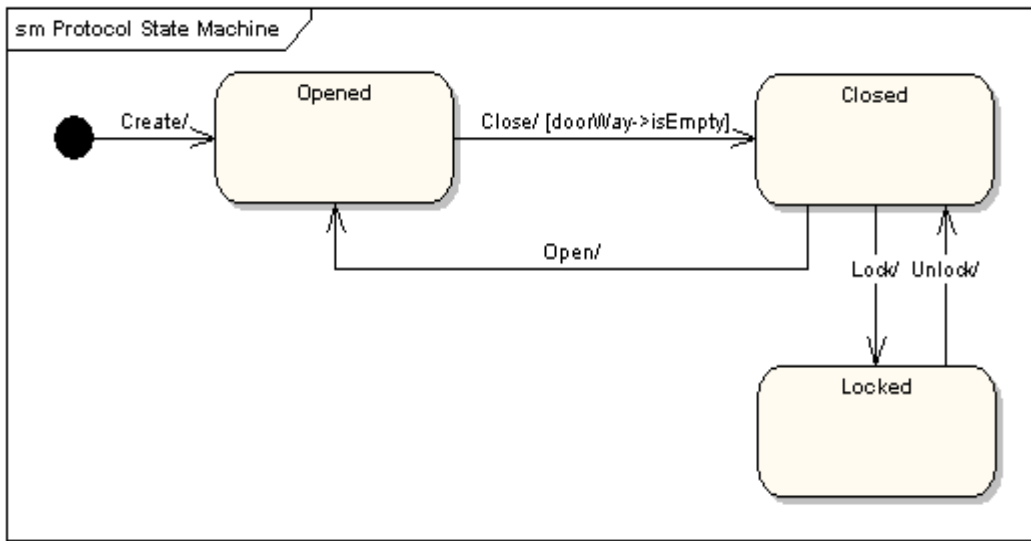 sm Protocol State Machine
Opened
Closed
Create/
Close/ [doorWay->isEmpty]
Open/
Lock/
Unlock/
Locked